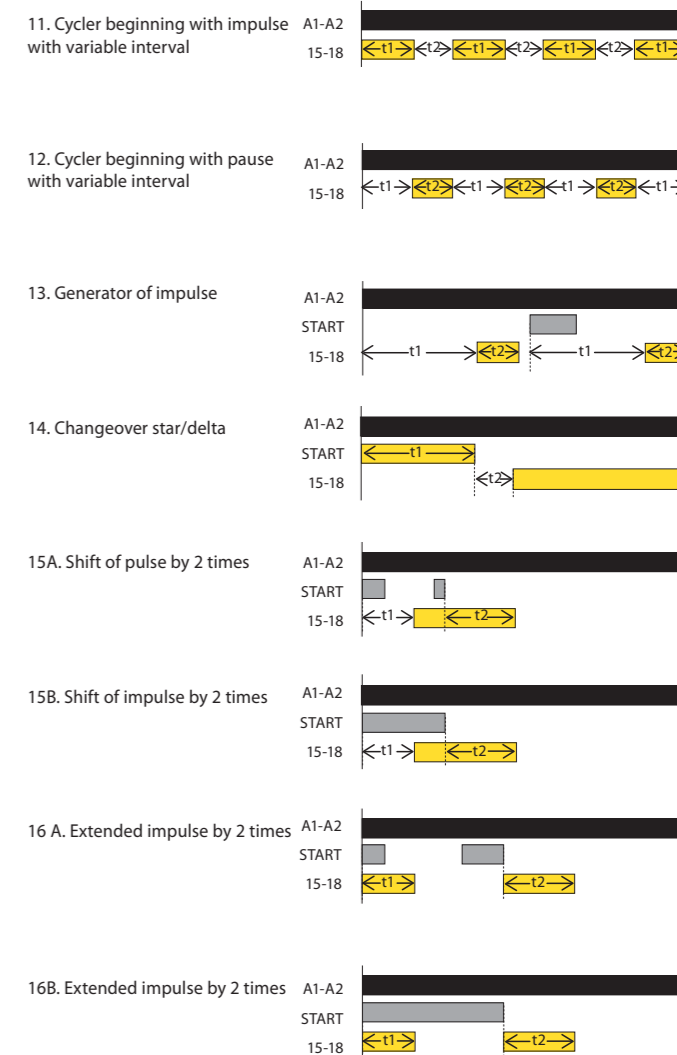 11. Cycler beginning with impulse
with variable interval
A1-A2
15-18
t1 t2 t1 t2 t1 t2 t1
12. Cycler beginning with pause
with variable interval
A1-A2
15-18
t1 t2 t1 t2 t1 t2 t1
13. Generator of impulse
A1-A2
START
15-18
t1 t2 t1 t2
14. Changeover star/delta
A1-A2
START
t1
15-18
t2
15A. Shift of pulse by 2 times
A1-A2
START
15-18
t1 t2
15B. Shift of impulse by 2 times
A1-A2
START
15-18
t1 t2
16 A. Extended impulse by 2 times
A1-A2
START
15-18
t1 t2
16B. Extended impulse by 2 times
A1-A2
START
15-18
t1 t2